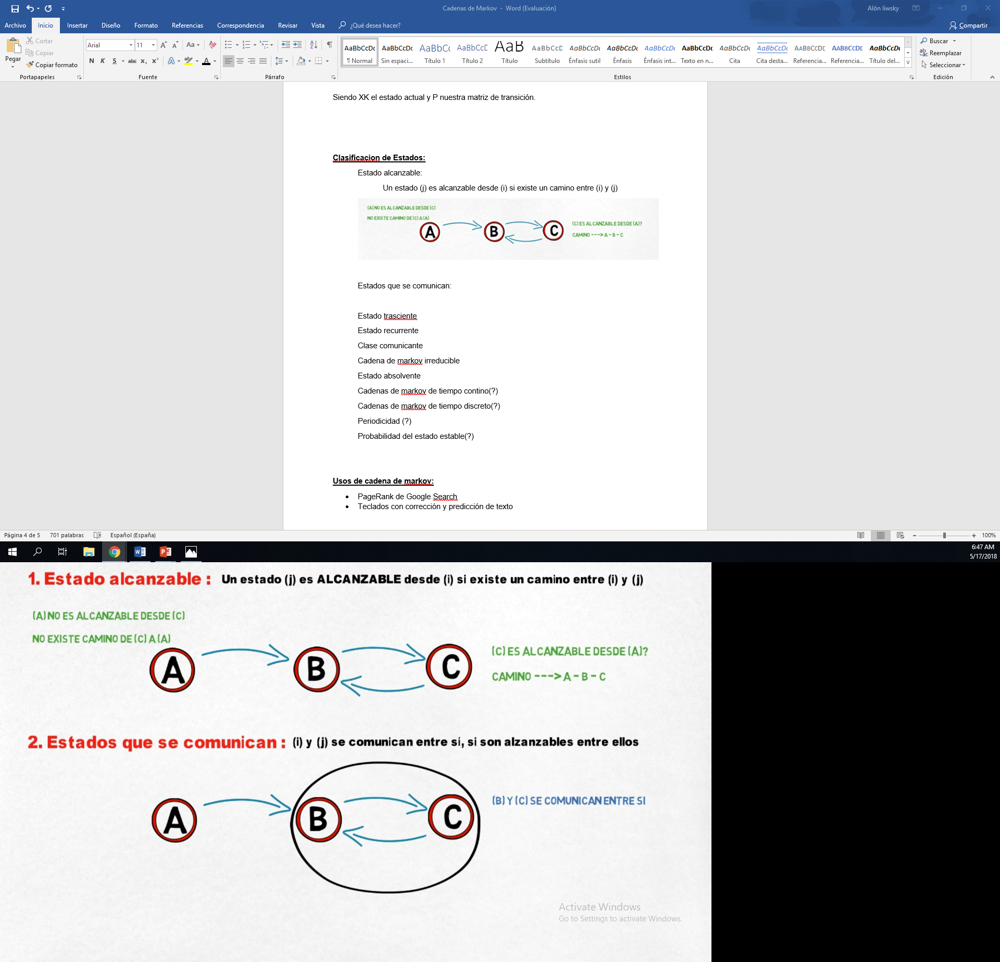 Cadenas de Markov - Word (Evaluación)
Alón liwsky
Archivo Inicio Insertar Diseño Formato Referencias Correspondencia Revisar Vista ¿Qué desea hacer? Compartir
Pegar
Cortar
Copiar
Copiar formato
Portapapeles
Arial 11
Fuente
Párrafo
AaBbCcDc AaBbCcDc AaBbC AaBbCcC AaB AaBbCcD AaBbCcDc AaBbCcDc AaBbCcDc AaBbCcDc AaBbCcDc AaBbCcDc AABBCCDE AABBCCDE AaBbCcDc
¶ Normal Sin espaci... Título 1 Título 2 Título Subtítulo Énfasis sutil Énfasis Énfasis int... Texto en n... Cita Cita desta... Referencia... Referencia... Título del...
Estilos
Buscar
Reemplazar
Seleccionar
Edición
Siendo XK el estado actual y P nuestra matriz de transición.
Clasificacion de Estados:
Estado alcanzable:
Un estado (j) es alcanzable desde (i) si existe un camino entre (i) y (j)
(A) NO ES ALCANZABLE DESDE (C)
NO EXISTE CAMINO DE (C) A (A)
A B C
(C) ES ALCANZABLE DESDE (A)?
CAMINO ---> A - B - C
Estados que se comunican:
Estado trasciente
Estado recurrente
Clase comunicante
Cadena de markov irreducible
Estado absolvente
Cadenas de markov de tiempo contino(?)
Cadenas de markov de tiempo discreto(?)
Periodicidad (?)
Probabilidad del estado estable(?)
Usos de cadena de markov:
• PageRank de Google Search
• Teclados con corrección y predicción de texto
Página 4 de 5 701 palabras Español (España) 100%
6:47 AM
5/17/2018
1. Estado alcanzable : Un estado (j) es ALCANZABLE desde (i) si existe un camino entre (i) y (j)
(A) NO ES ALCANZABLE DESDE (C)
NO EXISTE CAMINO DE (C) A (A)
A B C
(C) ES ALCANZABLE DESDE (A)?
CAMINO ---> A - B - C
2. Estados que se comunican : (i) y (j) se comunican entre sí, si son alzanzables entre ellos
A B C
(B) Y (C) SE COMUNICAN ENTRE SI
Activate Windows
Go to Settings to activate Windows.